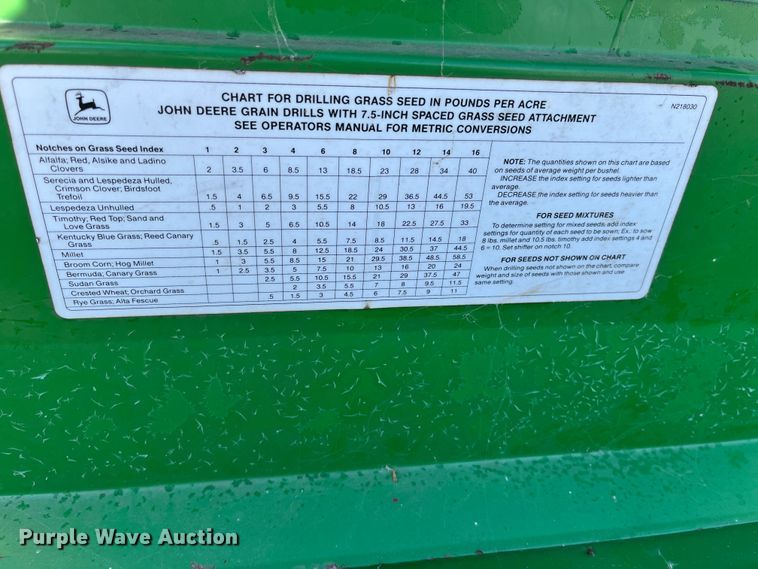 JOHN DEERE
CHART FOR DRILLING GRASS SEED IN POUNDS PER ACRE
JOHN DEERE GRAIN DRILLS WITH 7.5-INCH SPACED GRASS SEED ATTACHMENT
SEE OPERATORS MANUAL FOR METRIC CONVERSIONS
N218030
Notches on Grass Seed Index 1 2 3 4 6 8 10 12 14 16
Alfalfa; Red, Alsike and Ladino
Clovers 2 3.5 6 8.5 13 18.5 23 28 34 40
Serecia and Lespedeza Hulled,
Crimson Clover; Birdsfoot
Trefoil 1.5 4 6.5 9.5 15.5 22 29 36.5 44.5 53
Lespedeza Unhulled .5 1 2 3 5.5 8 10.5 13 16 19.5
Timothy; Red Top; Sand and
Love Grass 1.5 3 5 6.5 10.5 14 18 22.5 27.5 33
Kentucky Blue Grass; Reed Canary
Grass .5 1.5 2.5 4 5.5 7.5 8.5 11.5 14.5 18
Millet 1.5 3.5 5.5 8 12.5 18.5 24 30.5 37 44.5
Broom Corn; Hog Millet 1 3 5.5 8.5 15 21 29.5 38.5 48.5 58.5
Bermuda; Canary Grass 1 2.5 3.5 5 7.5 10 13 16 20 24
Sudan Grass 2.5 5.5 10.5 15.5 21 29 37.5 47
Crested Wheat; Orchard Grass 2 3.5 5.5 7 8 9.5 11.5
Rye Grass; Alta Fescue .5 1.5 3 4.5 6 7.5 9 11
NOTE: The quantities shown on this chart are based
on seeds of average weight per bushel.
INCREASE the index setting for seeds lighter than
average.
DECREASE the index setting for seeds heavier than
the average.
FOR SEED MIXTURES
To determine setting for mixed seeds; add index
settings for quantity of each seed to be sown; Ex.: to sow
8 lbs. millet and 10.5 lbs. timothy add index settings 4 and
6 = 10. Set shifter on notch 10.
FOR SEEDS NOT SHOWN ON CHART
When drilling seeds not shown on the chart, compare
weight and size of seeds with those shown and use
same setting.
Purple Wave Auction